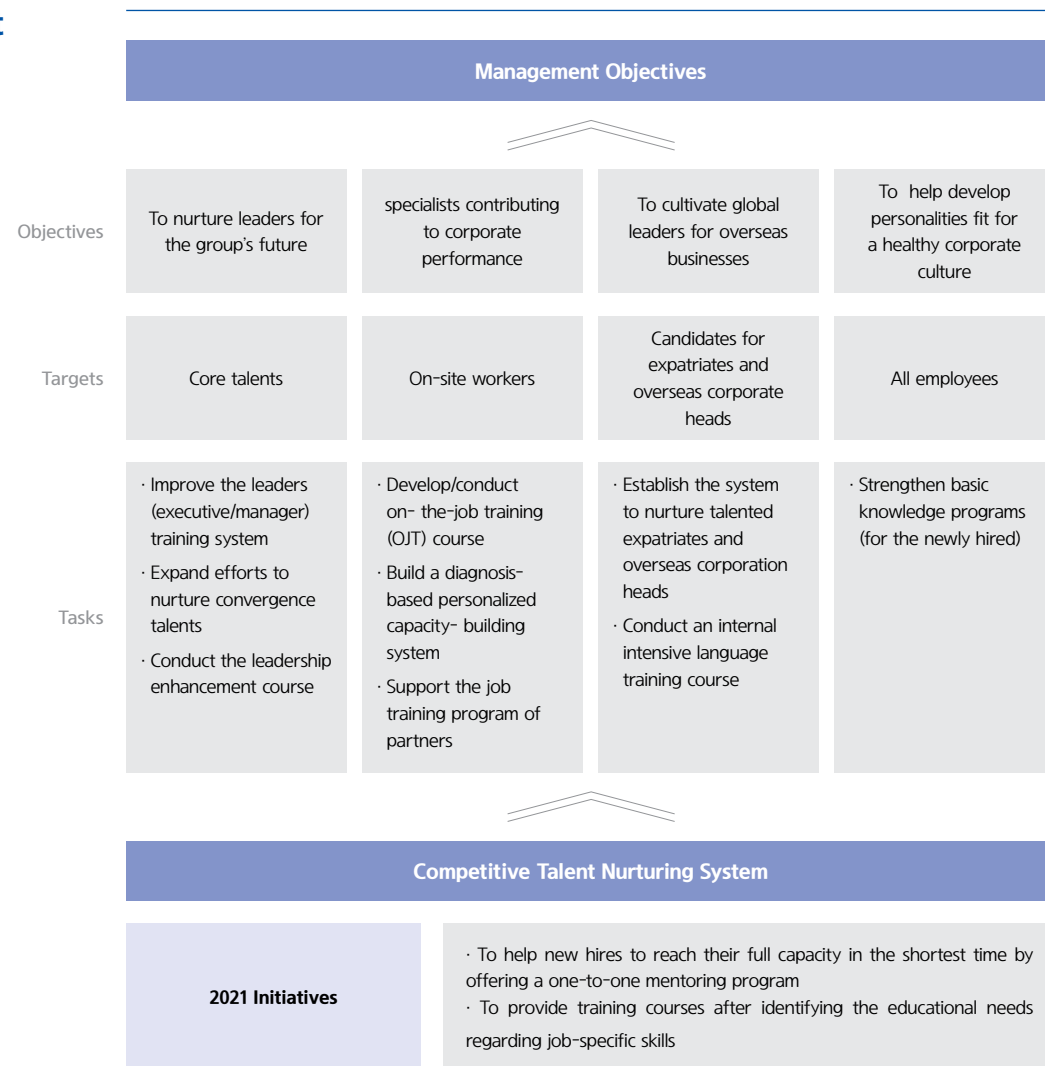 Management Objectives
Objectives
To nurture leaders for
the group's future
specialists contributing
to corporate
performance
To cultivate global
leaders for overseas
businesses
To help develop
personalities fit for
a healthy corporate
culture
Targets
Core talents
On-site workers
Candidates for
expatriates and
overseas corporate
heads
All employees
Tasks
· Improve the leaders
(executive/manager)
training system
· Expand efforts to
nurture convergence
talents
· Conduct the leadership
enhancement course
· Develop/conduct
on- the-job training
(OJT) course
· Build a diagnosis-
based personalized
capacity- building
system
· Support the job
training program of
partners
· Establish the system
to nurture talented
expatriates and
overseas corporation
heads
· Conduct an internal
intensive language
training course
· Strengthen basic
knowledge programs
(for the newly hired)
Competitive Talent Nurturing System
2021 Initiatives
· To help new hires to reach their full capacity in the shortest time by
offering a one-to-one mentoring program
· To provide training courses after identifying the educational needs
regarding job-specific skills